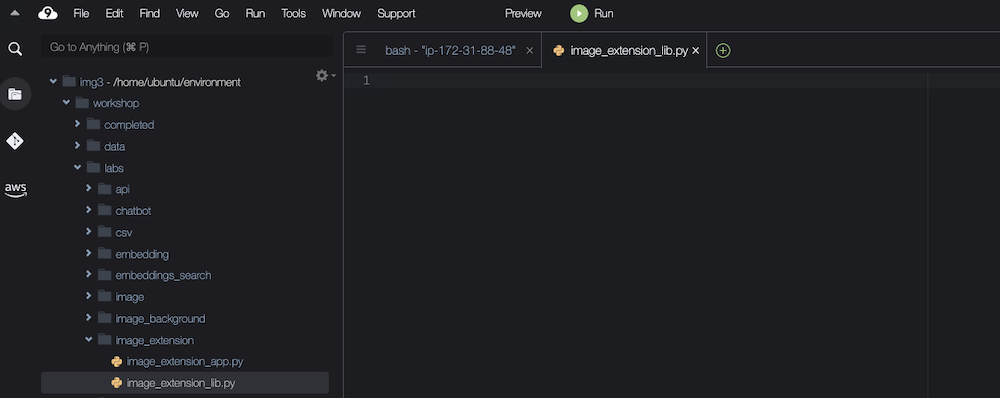 9 File Edit Find View Go Run Tools Window Support Preview Run
Go to Anything (⌘ P)
bash - "ip-172-31-88-48" ×
image_extension_lib.py ×
1
img3 - /home/ubuntu/environment
workshop
completed
data
labs
api
chatbot
csv
embedding
embeddings_search
image
image_background
image_extension
image_extension_app.py
image_extension_lib.py
aws